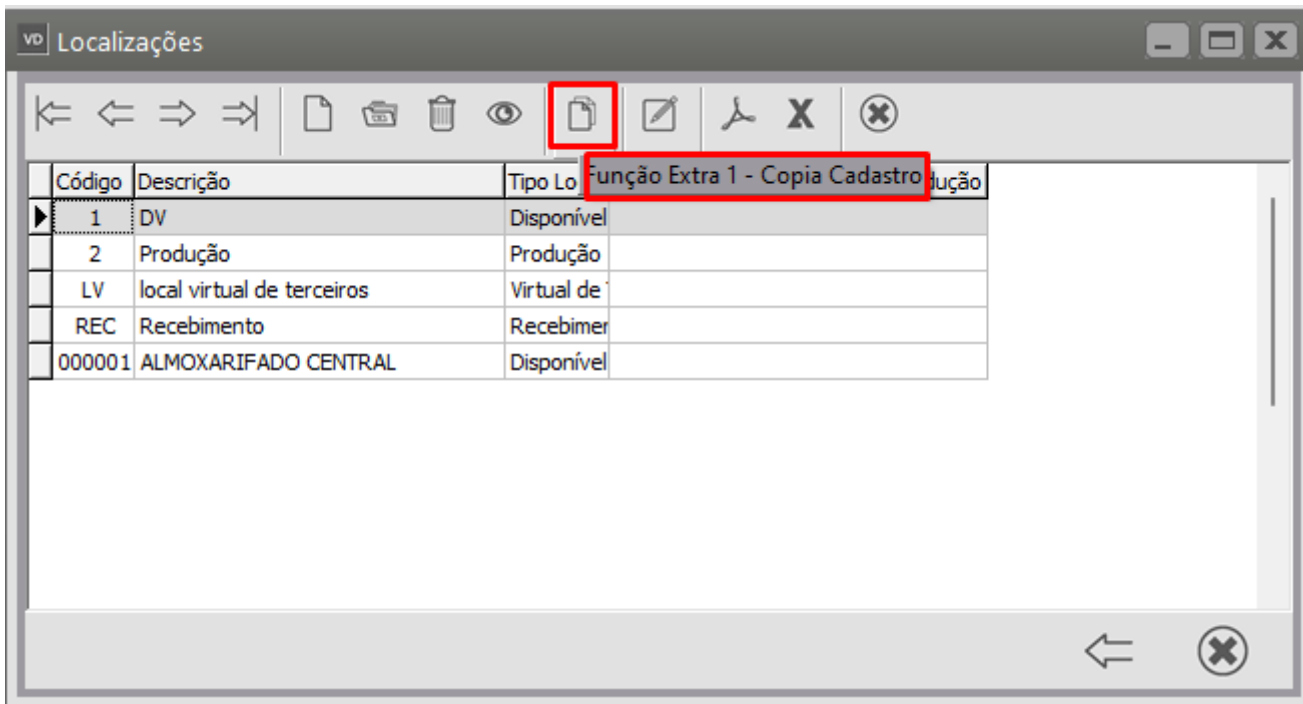 VD Localizações
X
Função Extra 1 - Copia Cadastro
Código Descrição Tipo Lo dução
1 DV Disponível
2 Produção Produção
LV local virtual de terceiros Virtual de
REC Recebimento Recebimer
000001 ALMOXARIFADO CENTRAL Disponível